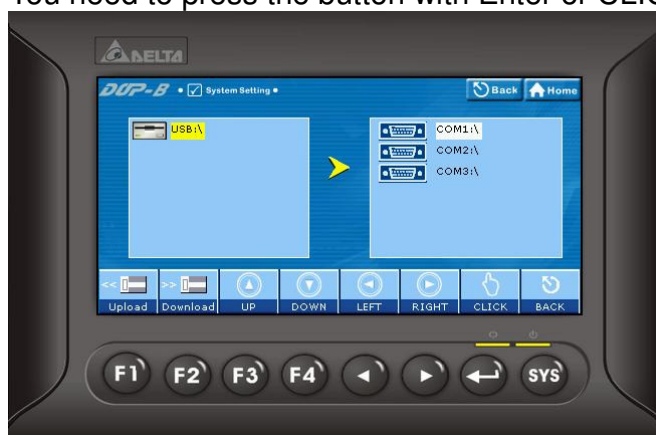 You need to press the button with Enter or CLIC
DELTA
DOP-B • System Setting •
Back
Home
USB:\
COM1:\
COM2:\
COM3:\
<< Upload
>> Download
UP
DOWN
LEFT
RIGHT
CLICK
BACK
F1
F2
F3
F4
SYS